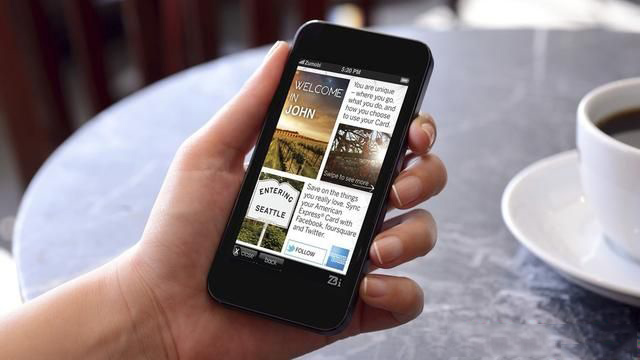 Zumobi
5:20 PM
WELCOME
IN
JOHN
You are unique
– where you go,
what you do, and
how you choose
to use your Card.
Swipe to see more
ENTERING
SEATTLE
Save on the things
you really love. Sync
your American
Express® Card with
Facebook, foursquare
and Twitter.
FOLLOW
close
back